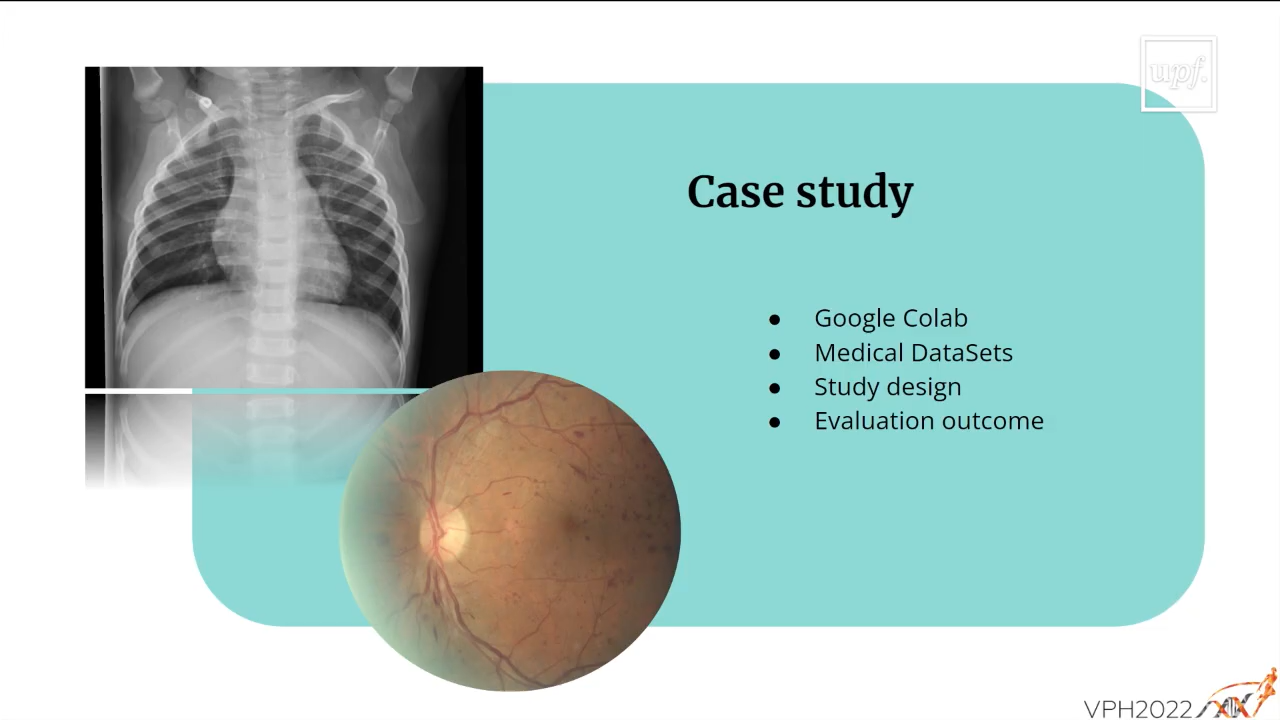 upf.
Case study
● Google Colab
● Medical DataSets
● Study design
● Evaluation outcome
VPH2022